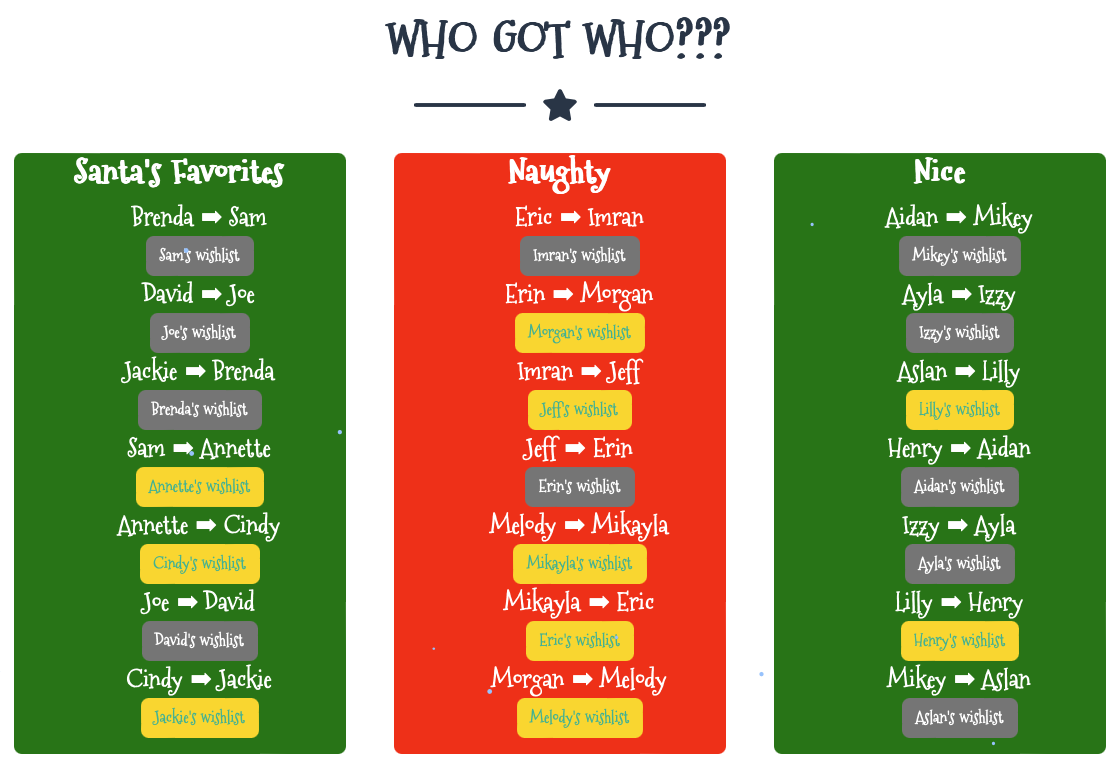 WHO GOT WHO???
Santa's Favorites
Brenda ➡ Sam
Sam's wishlist
David ➡ Joe
Joe's wishlist
Jackie ➡ Brenda
Brenda's wishlist
Sam ➡ Annette
Annette's wishlist
Annette ➡ Cindy
Cindy's wishlist
Joe ➡ David
David's wishlist
Cindy ➡ Jackie
Jackie's wishlist
Naughty
Eric ➡ Imran
Imran's wishlist
Erin ➡ Morgan
Morgan's wishlist
Imran ➡ Jeff
Jeff's wishlist
Jeff ➡ Erin
Erin's wishlist
Melody ➡ Mikayla
Mikayla's wishlist
Mikayla ➡ Eric
Eric's wishlist
Morgan ➡ Melody
Melody's wishlist
Nice
Aidan ➡ Mikey
Mikey's wishlist
Ayla ➡ Izzy
Izzy's wishlist
Aslan ➡ Lilly
Lilly's wishlist
Henry ➡ Aidan
Aidan's wishlist
Izzy ➡ Ayla
Ayla's wishlist
Lilly ➡ Henry
Henry's wishlist
Mikey ➡ Aslan
Aslan's wishlist